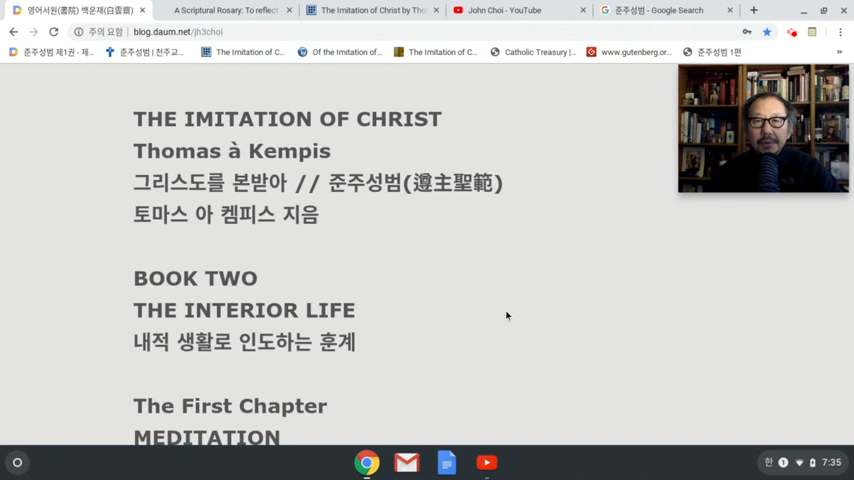 영어서원(書院) 백운재(白雲齋)
A Scriptural Rosary: To reflect
The Imitation of Christ by Tho
John Choi - YouTube
준주성범 - Google Search
주의 요함
blog.daum.net/jh3choi
준주성범 제1권 - 제...
준주성범 | 천주교...
The Imitation of C...
Of the Imitation of...
The Imitation of C...
Catholic Treasury |...
www.gutenberg.or...
준주성범 1편
THE IMITATION OF CHRIST
Thomas à Kempis
그리스도를 본받아 // 준주성범(遵主聖範)
토마스 아 켐피스 지음
BOOK TWO
THE INTERIOR LIFE
내적 생활로 인도하는 훈계
The First Chapter
MEDITATION
한
1
7:35